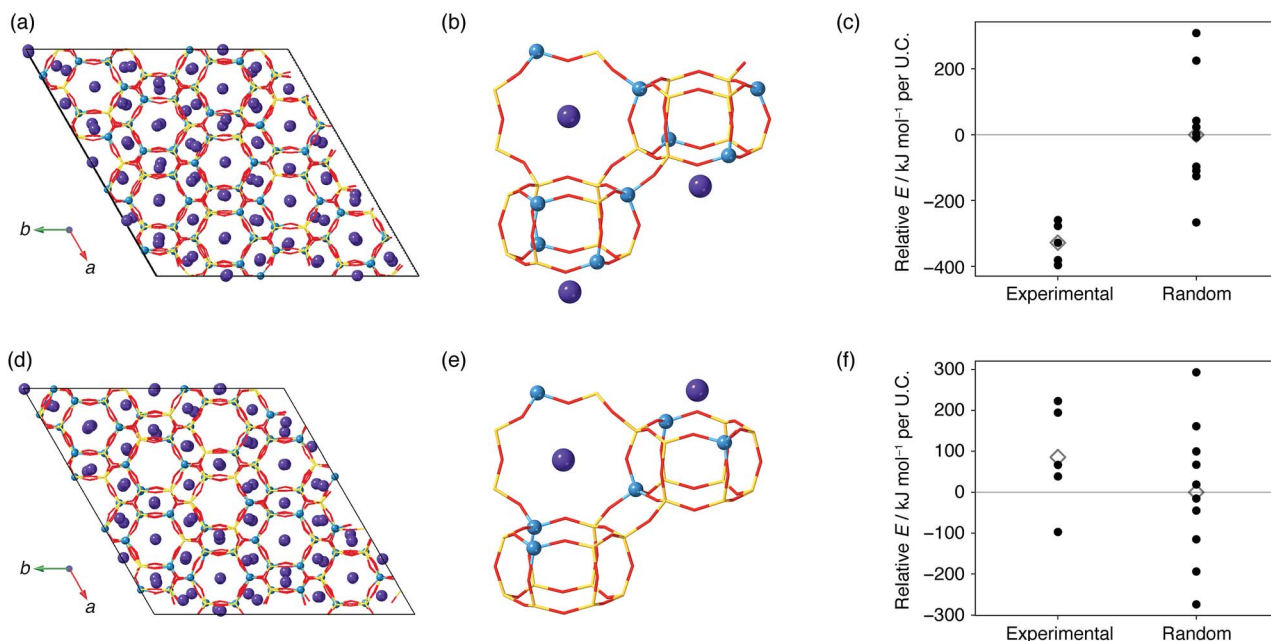 (a)
b
a
(b)
(c)
Relative E / kJ mol⁻¹ per U.C.
200
0
−200
−400
Experimental
Random
(d)
b
a
(e)
(f)
Relative E / kJ mol⁻¹ per U.C.
300
200
100
0
−100
−200
−300
Experimental
Random